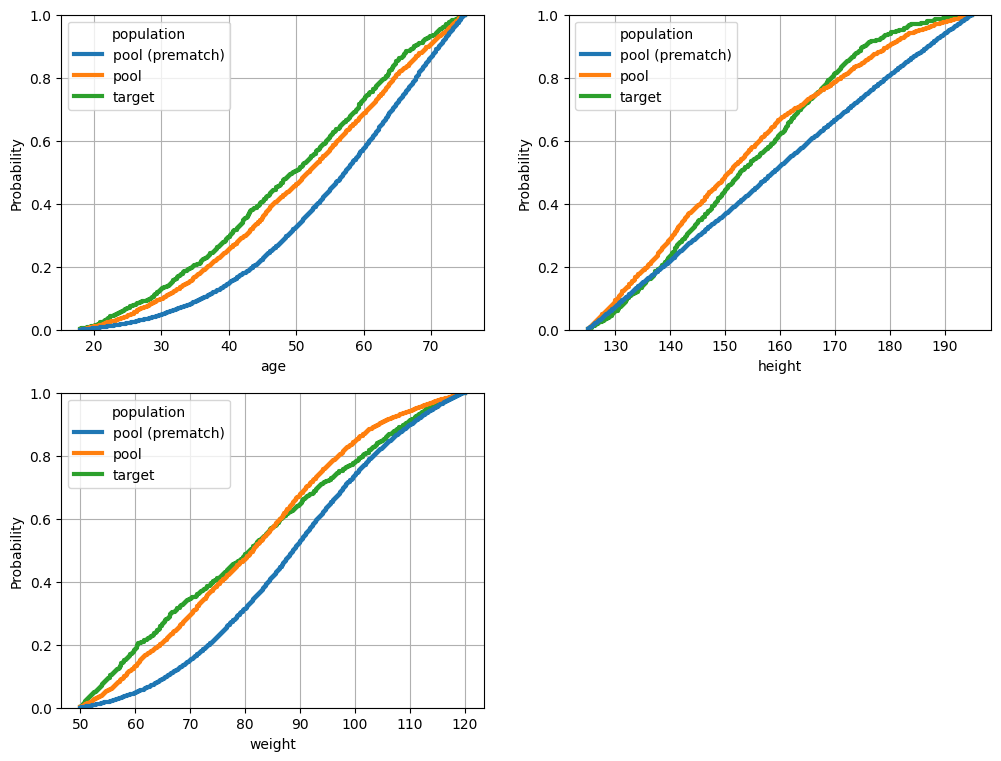 population
pool (prematch)
pool
target
Probability
1.0
0.8
0.6
0.4
0.2
0.0
20 30 40 50 60 70
age
population
pool (prematch)
pool
target
Probability
1.0
0.8
0.6
0.4
0.2
0.0
130 140 150 160 170 180 190
height
population
pool (prematch)
pool
target
Probability
1.0
0.8
0.6
0.4
0.2
0.0
50 60 70 80 90 100 110 120
weight